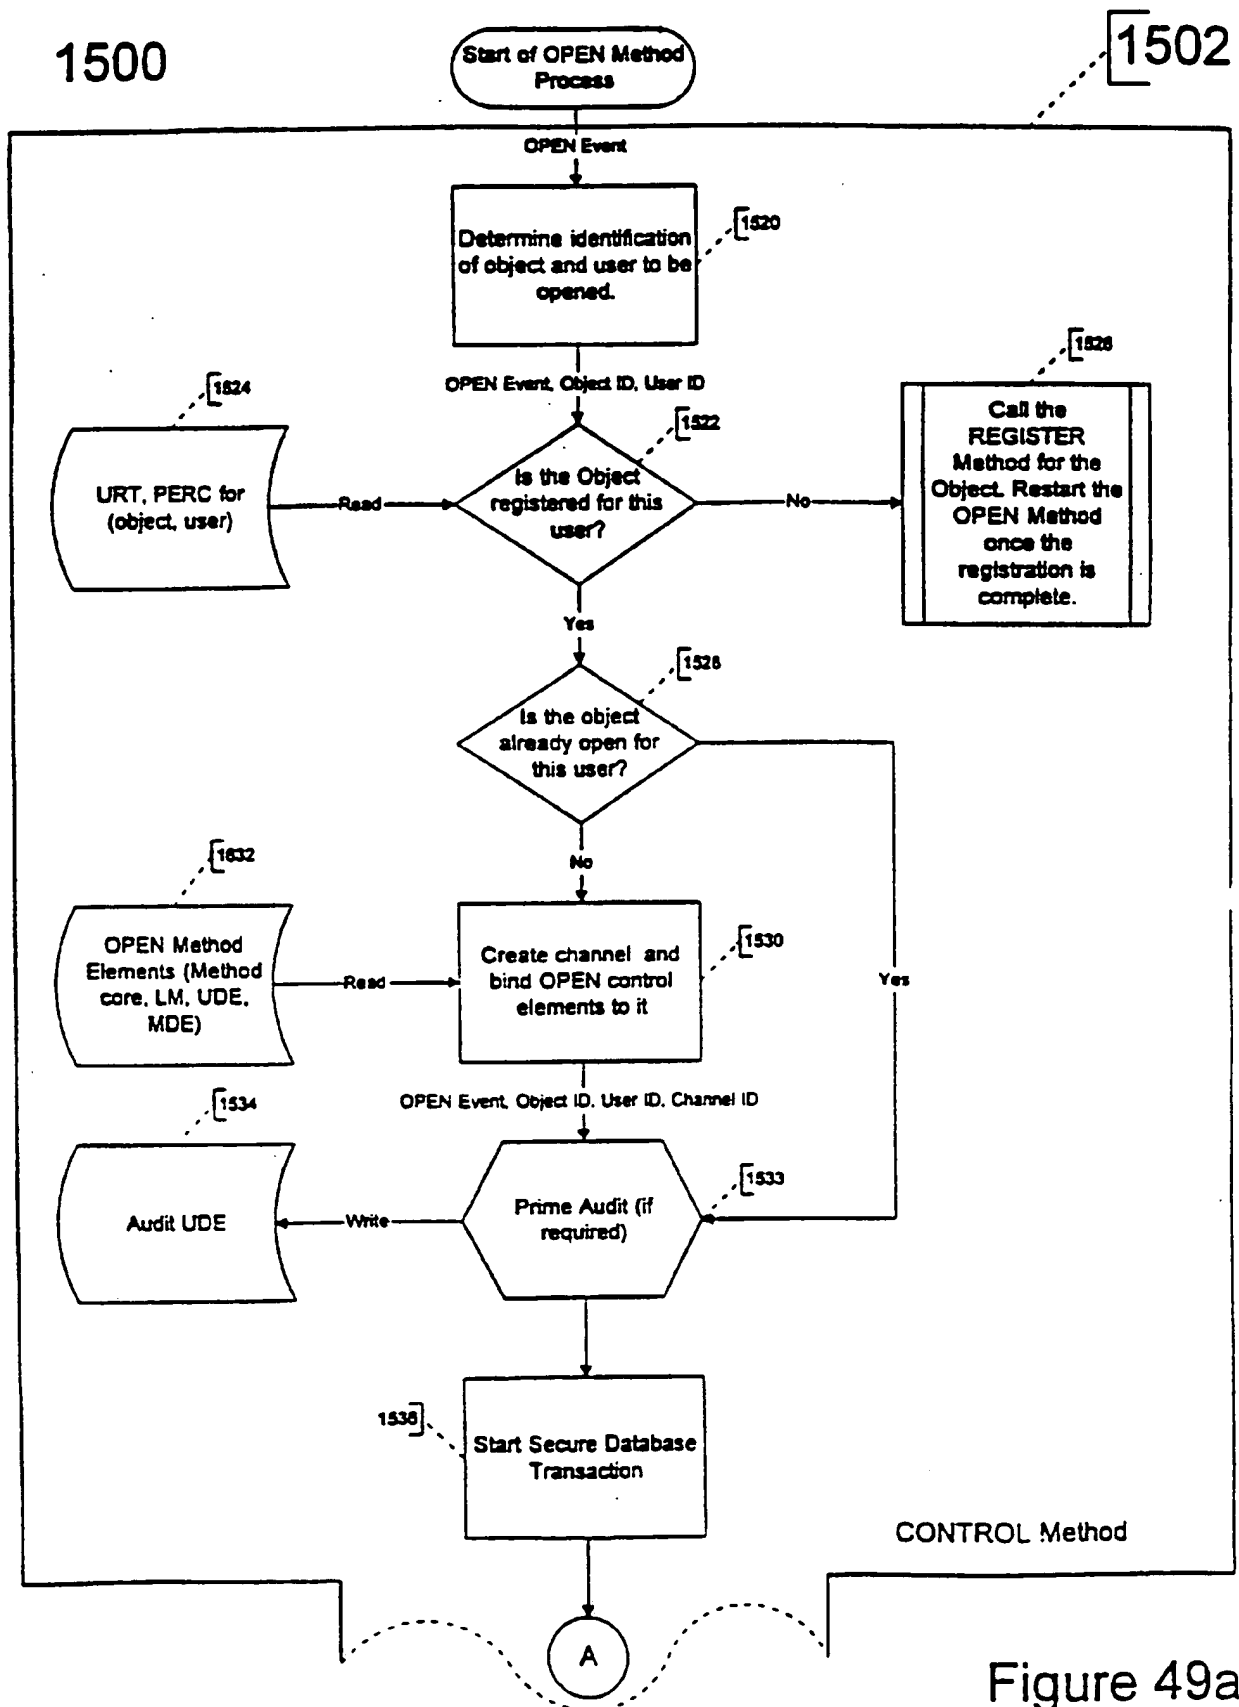 1500
1502
Start of OPEN Method
Process
OPEN Event
Determine identification
of object and user to be
opened.
1520
OPEN Event, Object ID, User ID
1524
1522
1526
URT, PERC for
(object, user)
Read
Is the Object
registered for this
user?
No
Call the
REGISTER
Method for the
Object. Restart the
OPEN Method
once the
registration is
complete.
Yes
1528
Is the object
already open for
this user?
No
Yes
1532
OPEN Method
Elements (Method
core, LM, UDE,
MDE)
Read
Create channel and
bind OPEN control
elements to it
1530
OPEN Event, Object ID, User ID, Channel ID
1534
Audit UDE
Write
Prime Audit (if
required)
1533
1536
Start Secure Database
Transaction
CONTROL Method
A
Figure 49a